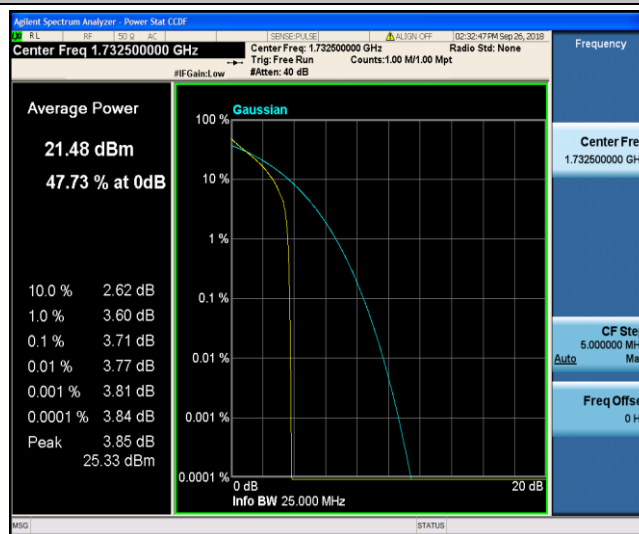 Agilent Spectrum Analyzer - Power Stat CCDF
RL RF 50 Ω AC SENSE:PULSE ALIGN OFF 02:32:47 PM Sep 26, 2018
Center Freq 1.732500000 GHz
Center Freq: 1.732500000 GHz Radio Std: None
Trig: Free Run Counts:1.00 M/1.00 Mpt
#IFGain:Low #Atten: 40 dB
Frequency
Average Power
21.48 dBm
47.73 % at 0dB
10.0 % 2.62 dB
1.0 % 3.60 dB
0.1 % 3.71 dB
0.01 % 3.77 dB
0.001 % 3.81 dB
0.0001 % 3.84 dB
Peak 3.85 dB
25.33 dBm
Gaussian
100 %
10 %
1 %
0.1 %
0.01 %
0.001 %
0.0001 %
0 dB 20 dB
Info BW 25.000 MHz
Center Fre
1.732500000 GH
CF Ste
5.000000 MH
Auto Ma
Freq Offse
0 H
MSG STATUS